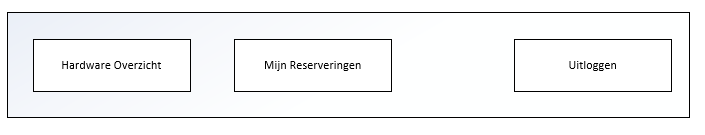 Hardware Overzicht
Mijn Reserveringen
Uitloggen